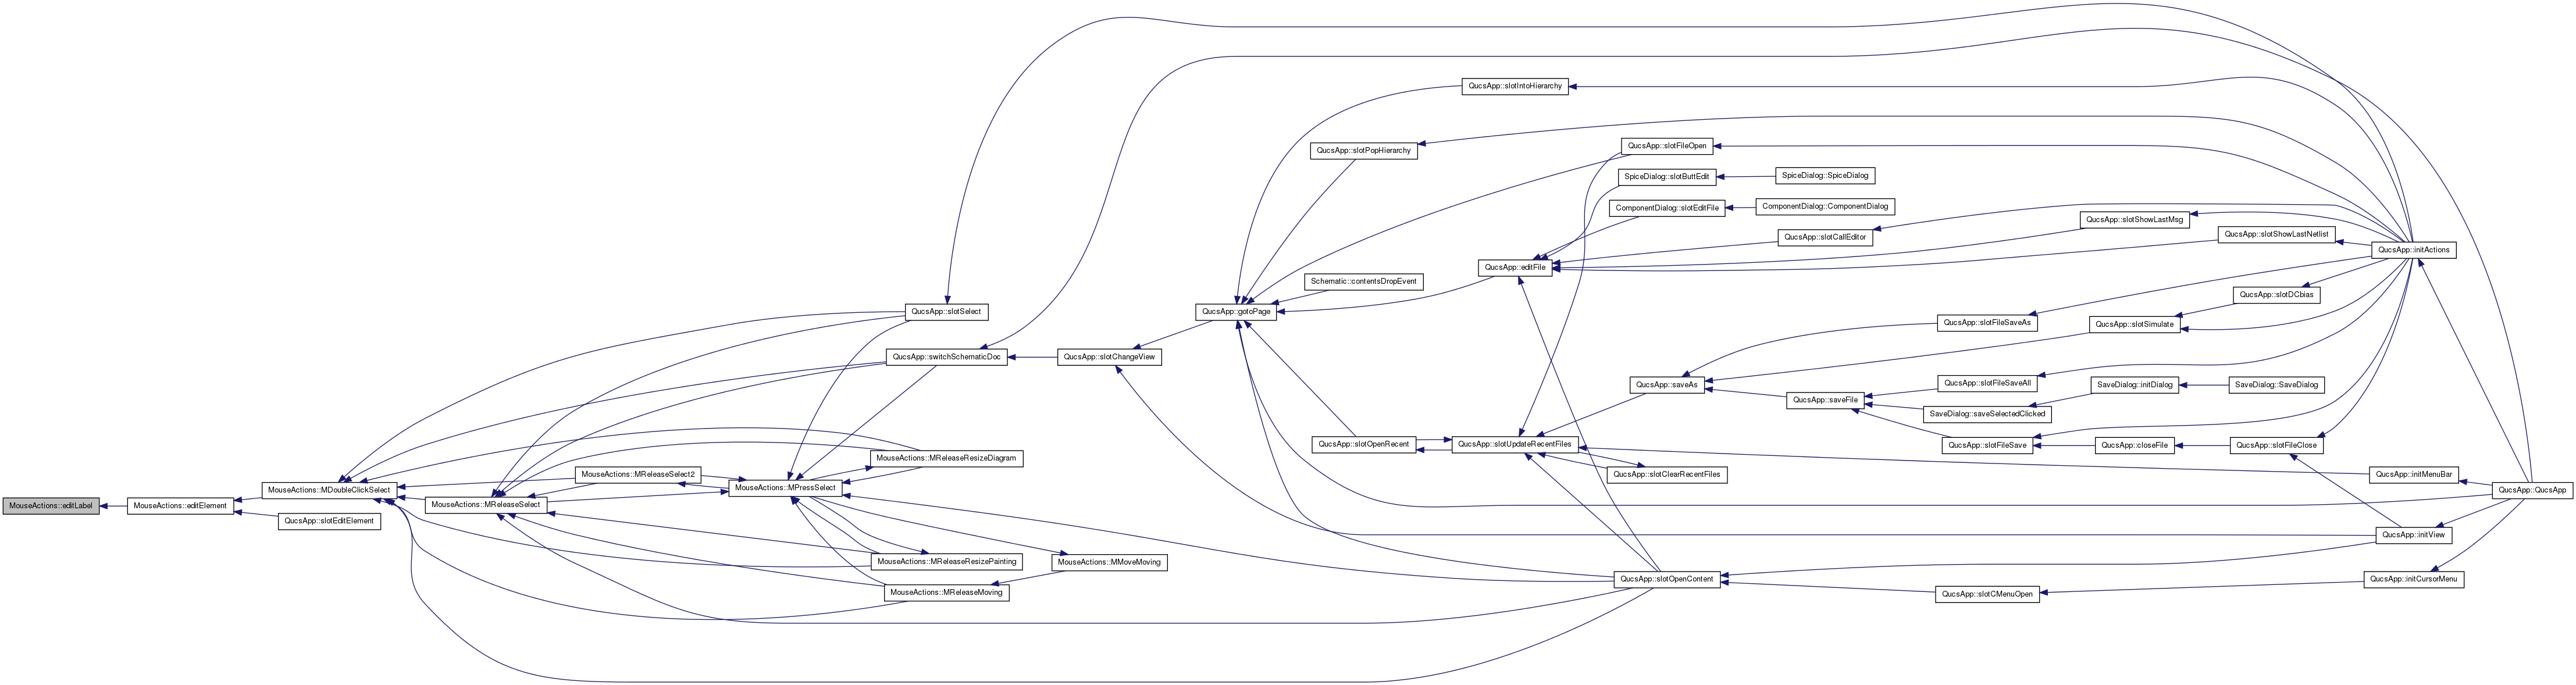 MouseActions::editLabel
MouseActions::editElement
MouseActions::MDoubleClickSelect
QucsApp::slotEditElement
MouseActions::MReleaseSelect
MouseActions::MReleaseSelect2
MouseActions::MPressSelect
QucsApp::slotSelect
QucsApp::switchSchematicDoc
MouseActions::MReleaseResizeDiagram
MouseActions::MReleaseResizePainting
MouseActions::MReleaseMoving
MouseActions::MMoveMoving
QucsApp::slotChangeView
QucsApp::gotoPage
QucsApp::slotIntoHierarchy
QucsApp::slotPopHierarchy
Schematic::contentsDropEvent
QucsApp::slotOpenRecent
QucsApp::editFile
QucsApp::slotUpdateRecentFiles
QucsApp::slotFileOpen
SpiceDialog::slotButtEdit
SpiceDialog::SpiceDialog
ComponentDialog::slotEditFile
ComponentDialog::ComponentDialog
QucsApp::slotCallEditor
QucsApp::slotShowLastMsg
QucsApp::slotShowLastNetlist
QucsApp::initActions
QucsApp::slotDCbias
QucsApp::slotFileSaveAs
QucsApp::slotSimulate
QucsApp::saveAs
QucsApp::saveFile
QucsApp::slotFileSaveAll
SaveDialog::initDialog
SaveDialog::SaveDialog
SaveDialog::saveSelectedClicked
QucsApp::slotFileSave
QucsApp::closeFile
QucsApp::slotFileClose
QucsApp::slotClearRecentFiles
QucsApp::initMenuBar
QucsApp::QucsApp
QucsApp::initView
QucsApp::slotOpenContent
QucsApp::slotCMenuOpen
QucsApp::initCursorMenu